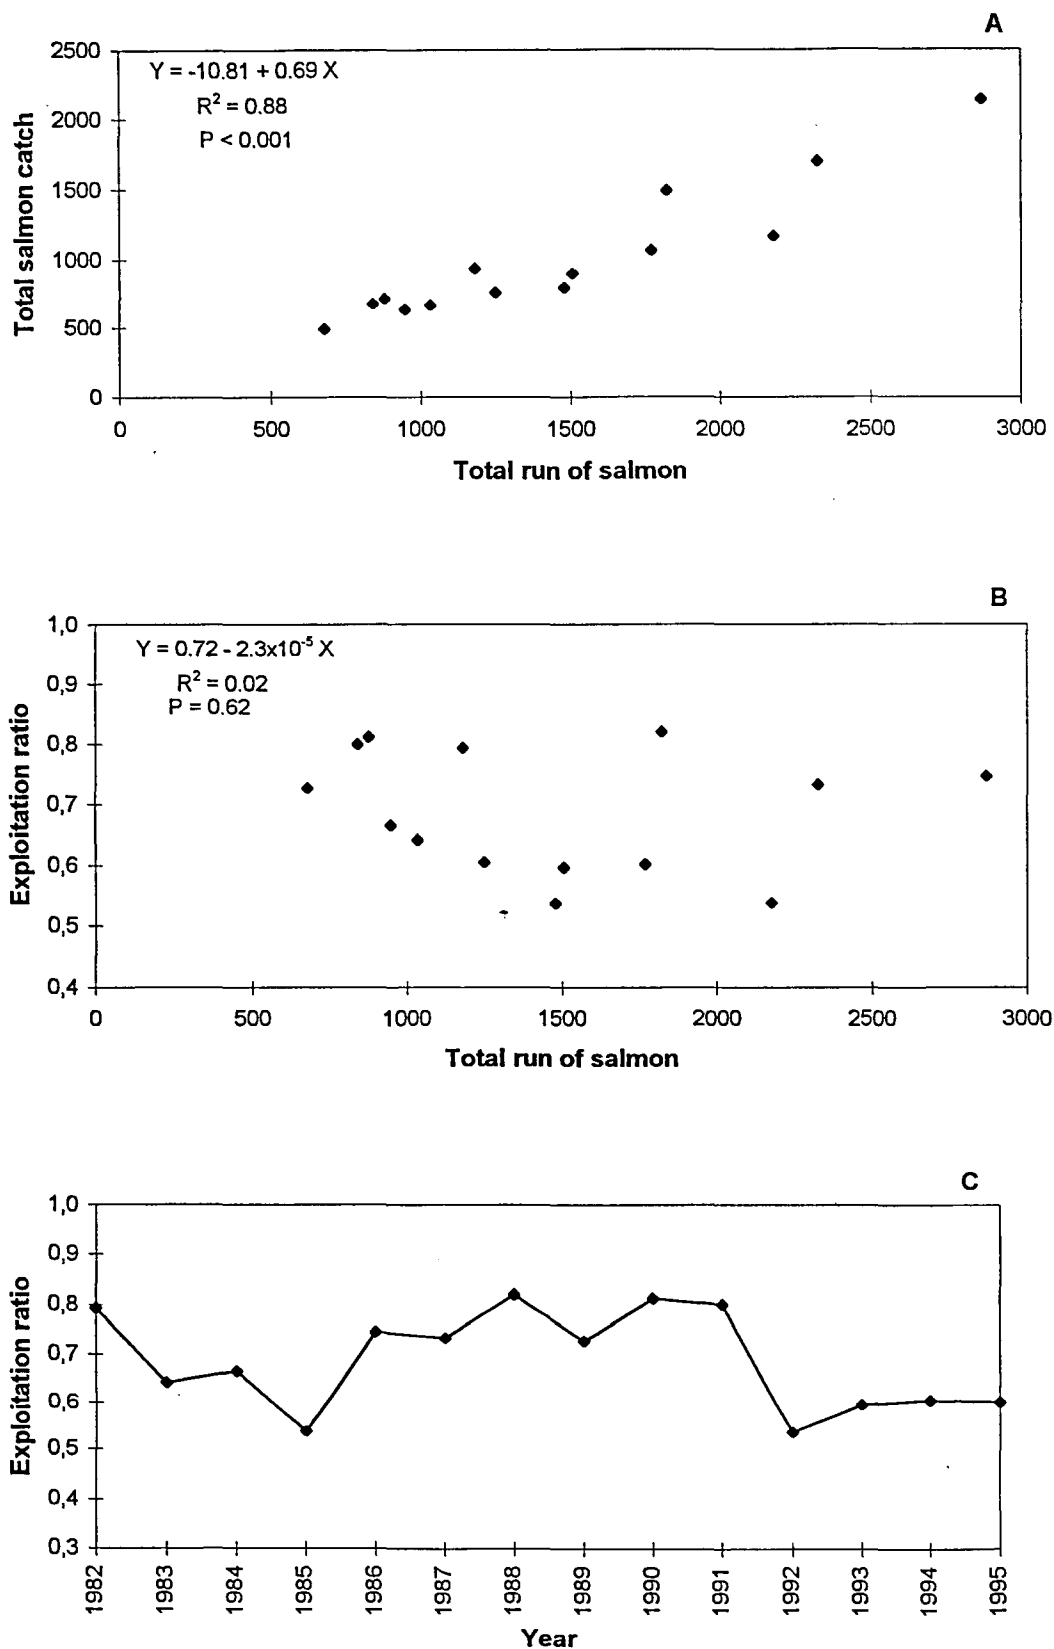 A
2500
2000
1500
1000
500
0
Total salmon catch
Y = -10.81 + 0.69 X
R² = 0.88
P < 0.001
0 500 1000 1500 2000 2500 3000
Total run of salmon
B
1,0
0,9
0,8
0,7
0,6
0,5
0,4
Exploitation ratio
Y = 0.72 - 2.3x10⁻⁵ X
R² = 0.02
P = 0.62
0 500 1000 1500 2000 2500 3000
Total run of salmon
C
1,0
0,9
0,8
0,7
0,6
0,5
0,4
0,3
Exploitation ratio
1982 1983 1984 1985 1986 1987 1988 1989 1990 1991 1992 1993 1994 1995
Year